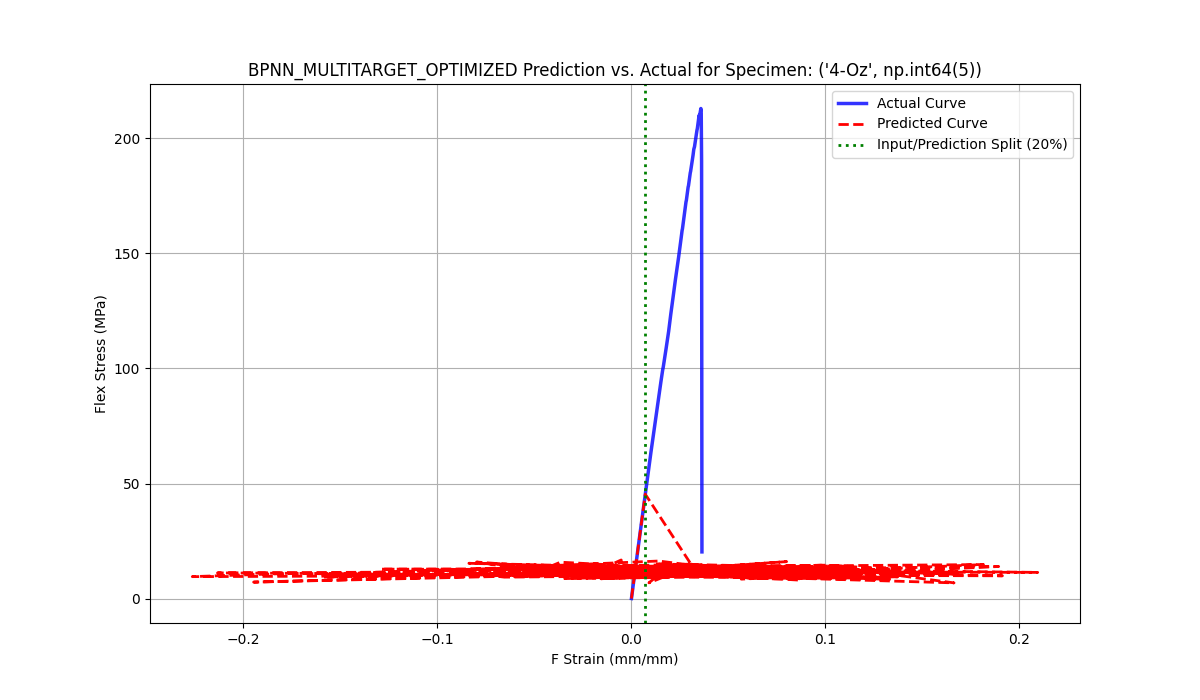 BPNN_MULTITARGET_OPTIMIZED Prediction vs. Actual for Specimen: ('4-Oz', np.int64(5))
Actual Curve
Predicted Curve
Input/Prediction Split (20%)
Flex Stress (MPa)
200
150
100
50
0
−0.2
−0.1
0.0
0.1
0.2
F Strain (mm/mm)